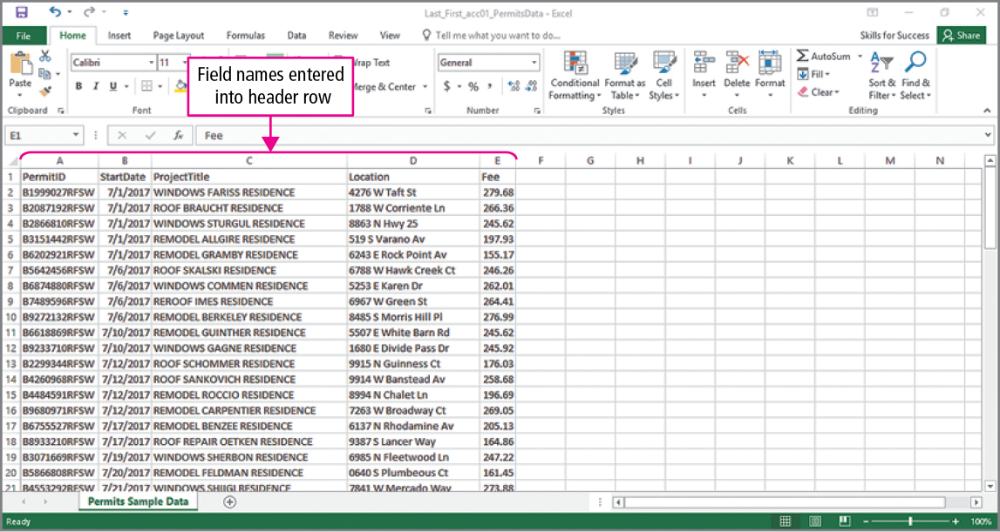 Last_First_acc01_PermitsData - Excel
File Home Insert Page Layout Formulas Data Review View Tell me what you want to do... Skills for Success Share
Calibri 11 Wrap Text General AutoSum
Paste B I U Merge & Center $ % , Conditional Formatting Format as Table Cell Styles Insert Delete Format Fill Clear Sort & Filter Find & Select
Clipboard Font Number Styles Cells Editing
Field names entered
into header row
E1 fx Fee
A B C D E F G H I J K L M N
1 PermitID StartDate ProjectTitle Location Fee
2 B1999027RFSW 7/1/2017 WINDOWS FARISS RESIDENCE 4276 W Taft St 279.68
3 B2087192RFSW 7/1/2017 ROOF BRAUCHT RESIDENCE 1788 W Corriente Ln 266.36
4 B2866810RFSW 7/1/2017 WINDOWS STURGUL RESIDENCE 8863 N Hwy 25 245.62
5 B3151442RFSW 7/1/2017 REMODEL ALLGIRE RESIDENCE 519 S Varano Av 197.93
6 B6202921RFSW 7/1/2017 REMODEL GRAMBY RESIDENCE 6243 E Rock Point Av 155.17
7 B5642456RFSW 7/6/2017 ROOF SKALSKI RESIDENCE 6788 W Hawk Creek Ct 246.26
8 B6874880RFSW 7/6/2017 WINDOWS COMMEN RESIDENCE 5253 E Karen Dr 262.01
9 B7489596RFSW 7/6/2017 REROOF IMES RESIDENCE 6967 W Green St 264.41
10 B9272132RFSW 7/6/2017 REMODEL BERKELEY RESIDENCE 8485 S Morris Hill Pl 276.99
11 B6618869RFSW 7/10/2017 REMODEL GUINTHER RESIDENCE 5507 E White Barn Rd 245.62
12 B9233710RFSW 7/10/2017 WINDOWS GAGNE RESIDENCE 1680 E Divide Pass Dr 245.92
13 B2299344RFSW 7/12/2017 ROOF SCHOMMER RESIDENCE 9915 N Guinness Ct 176.03
14 B4260968RFSW 7/12/2017 ROOF SANKOVICH RESIDENCE 9914 W Banstead Av 258.68
15 B4484591RFSW 7/12/2017 REMODEL ROCCIO RESIDENCE 8994 N Chalet Ln 196.69
16 B9680971RFSW 7/12/2017 REMODEL CARPENTIER RESIDENCE 7263 W Broadway Ct 269.05
17 B6755527RFSW 7/17/2017 REMODEL BENZEE RESIDENCE 6137 N Rhodamine Av 205.13
18 B8933210RFSW 7/17/2017 ROOF REPAIR OETKEN RESIDENCE 9387 S Lancer Way 164.86
19 B3071669RFSW 7/19/2017 WINDOWS SHERBON RESIDENCE 6985 N Fleetwood Ln 247.22
20 B5866808RFSW 7/20/2017 REMODEL FELDMAN RESIDENCE 0640 S Plumbeous Ct 161.45
21 B4553292RFSW 7/21/2017 WINDOWS SHIIGI RESIDENCE 7841 W Mercado Way 273.88
Permits Sample Data
Ready 100%